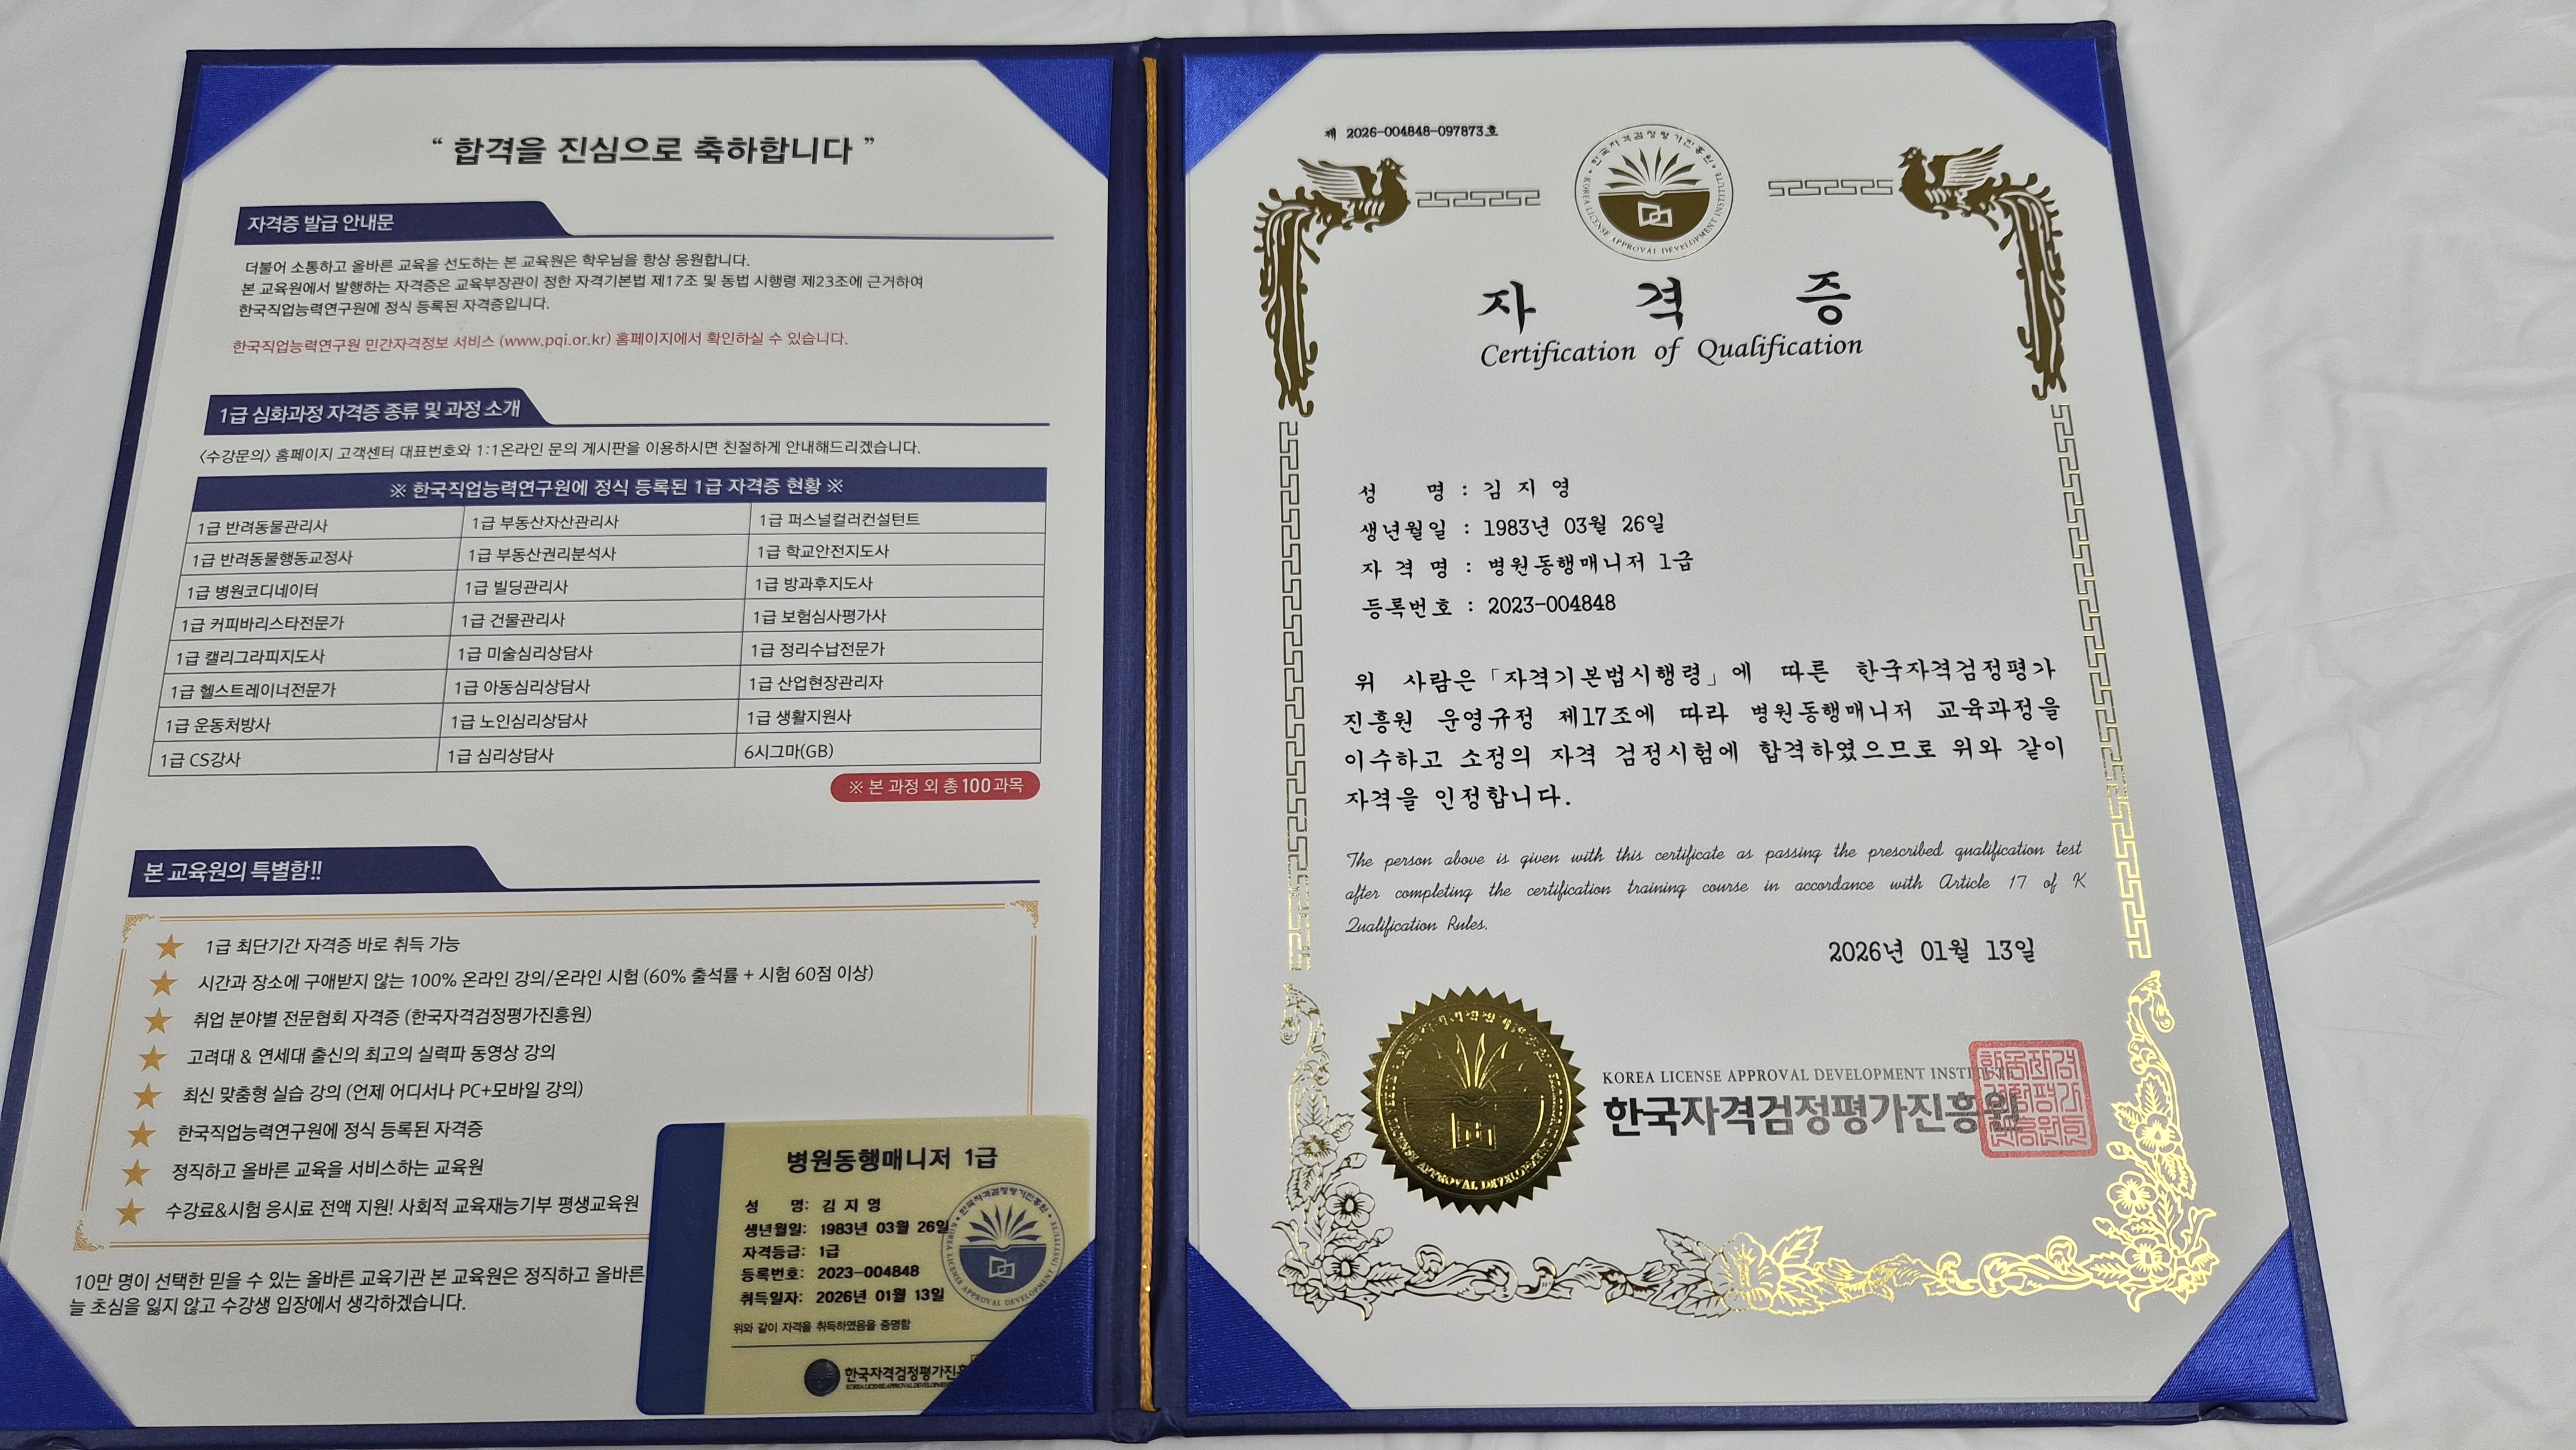 “ 합격을 진심으로 축하합니다 ”
자격증 발급 안내문
더불어 소통하고 올바른 교육을 선도하는 본 교육원은 학우님을 항상 응원합니다.
본 교육원에서 발행하는 자격증은 교육부장관이 정한 자격기본법 제17조 및 동법 시행령 제23조에 근거하여
한국직업능력연구원에 정식 등록된 자격증입니다.
한국직업능력연구원 민간자격정보 서비스 (www.pqi.or.kr) 홈페이지에서 확인하실 수 있습니다.
1급 심화과정 자격증 종류 및 과정 소개
<수강문의> 홈페이지 고객센터 대표번호와 1:1온라인 문의 게시판을 이용하시면 친절하게 안내해드리겠습니다.
※ 한국직업능력연구원에 정식 등록된 1급 자격증 현황 ※
1급 반려동물관리사 1급 부동산자산관리사 1급 퍼스널컬러컨설턴트
1급 반려동물행동교정사 1급 부동산권리분석사 1급 학교안전지도사
1급 병원코디네이터 1급 빌딩관리사 1급 방과후지도사
1급 커피바리스타전문가 1급 건물관리사 1급 보험심사평가사
1급 캘리그라피지도사 1급 미술심리상담사 1급 정리수납전문가
1급 헬스트레이너전문가 1급 아동심리상담사 1급 산업현장관리자
1급 운동처방사 1급 노인심리상담사 1급 생활지원사
1급 CS강사 1급 심리상담사 6시그마(GB)
※ 본 과정 외 총 100과목
본 교육원의 특별함!!
1급 최단기간 자격증 바로 취득 가능
시간과 장소에 구애받지 않는 100% 온라인 강의/온라인 시험 (60% 출석률 + 시험 60점 이상)
취업 분야별 전문협회 자격증 (한국자격검정평가진흥원)
고려대 & 연세대 출신의 최고의 실력파 동영상 강의
최신 맞춤형 실습 강의 (언제 어디서나 PC+모바일 강의)
한국직업능력연구원에 정식 등록된 자격증
정직하고 올바른 교육을 서비스하는 교육원
수강료&시험 응시료 전액 지원! 사회적 교육재능기부 평생교육원
10만 명이 선택한 믿을 수 있는 올바른 교육기관 본 교육원은 정직하고 올바른
늘 초심을 잃지 않고 수강생 입장에서 생각하겠습니다.
병원동행매니저 1급
성 명: 김 지 영
생년월일: 1983년 03월 26일
자격등급: 1급
등록번호: 2023-004848
취득일자: 2026년 01월 13일
위와 같이 자격을 취득하였음을 증명함
한국자격검정평가진흥
KOREA LICENSE APPROVAL DEVELOPMENT
한국자격검정평가진흥원
KOREA LICENSE APPROVAL DEVELOPMENT INSTITUTE
제 2026-004848-097873호
한국자격검정평가진흥원
KOREA LICENSE APPROVAL DEVELOPMENT INSTITUTE
자 격 증
Certification of Qualification
성 명 : 김 지 영
생년월일 : 1983년 03월 26일
자 격 명 : 병원동행매니저 1급
등록번호 : 2023-004848
위 사람은 「자격기본법시행령」에 따른 한국자격검정평가
진흥원 운영규정 제17조에 따라 병원동행매니저 교육과정을
이수하고 소정의 자격 검정시험에 합격하였으므로 위와 같이
자격을 인정합니다.
The person above is given with this certificate as passing the prescribed qualification test
after completing the certification training course in accordance with Article 17 of K
Qualification Rules.
2026년 01월 13일
KOREA LICENSE APPROVAL DEVELOPMENT INSTITUTE
한국자격검정평가진흥원